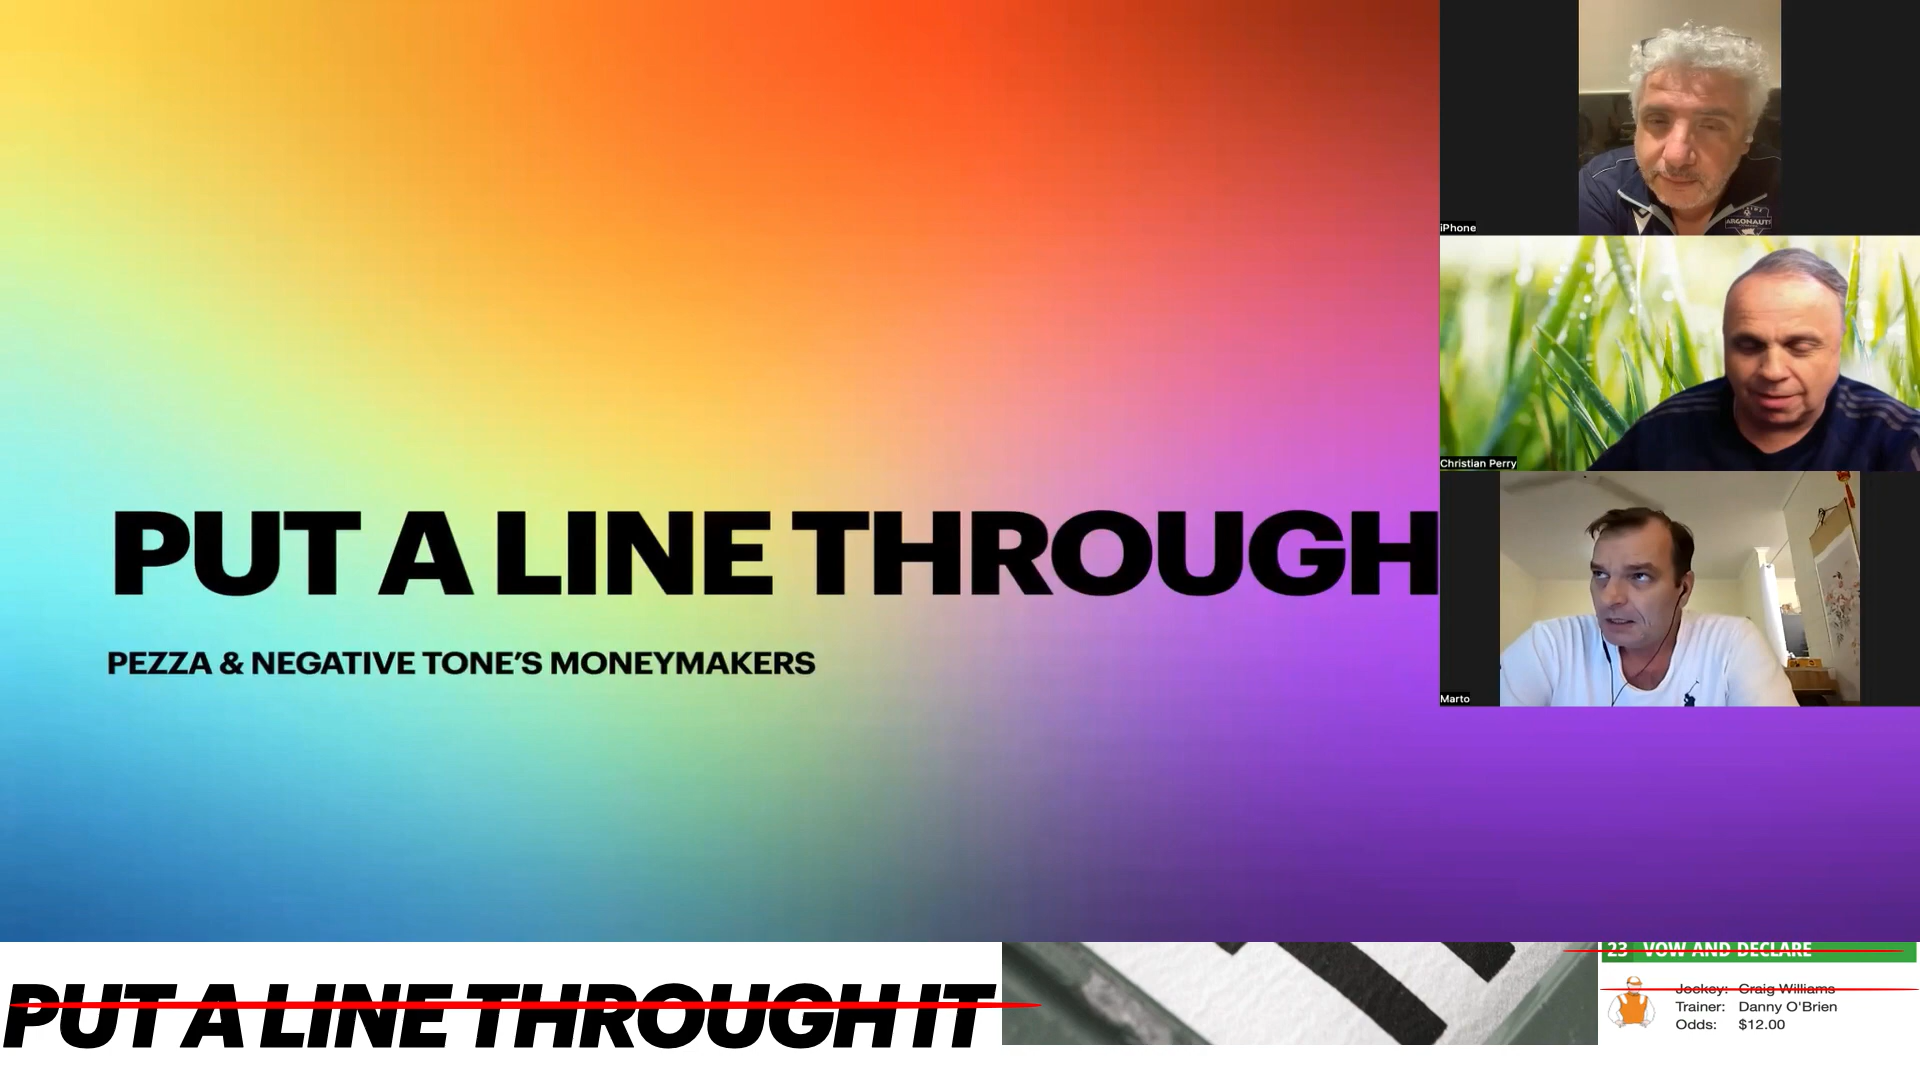 PUT A LINE THROUGH
PEZZA & NEGATIVE TONE'S MONEYMAKERS
ARGONAUTS
iPhone
Christian Perry
Marto
PUT A LINE THROUGH IT
23 VOW AND DECLARE
Jockey: Craig Williams
Trainer: Danny O'Brien
Odds: $12.00